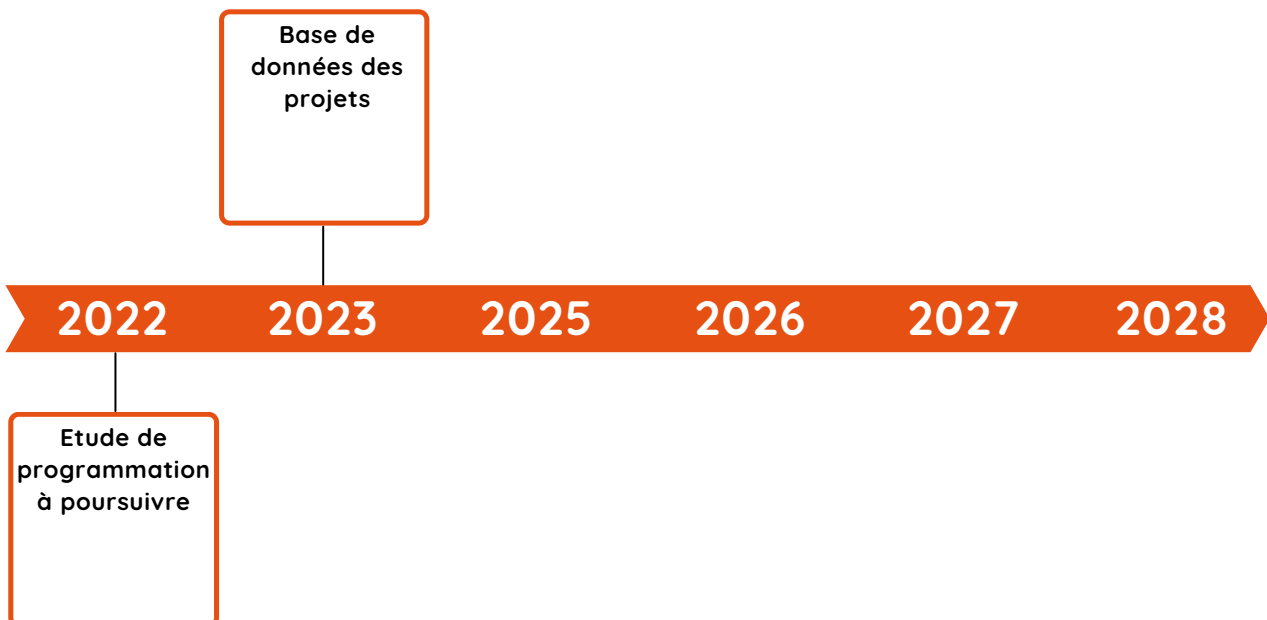 Base de
données des
projets
2022 2023 2025 2026 2027 2028
Etude de
programmation
à poursuivre